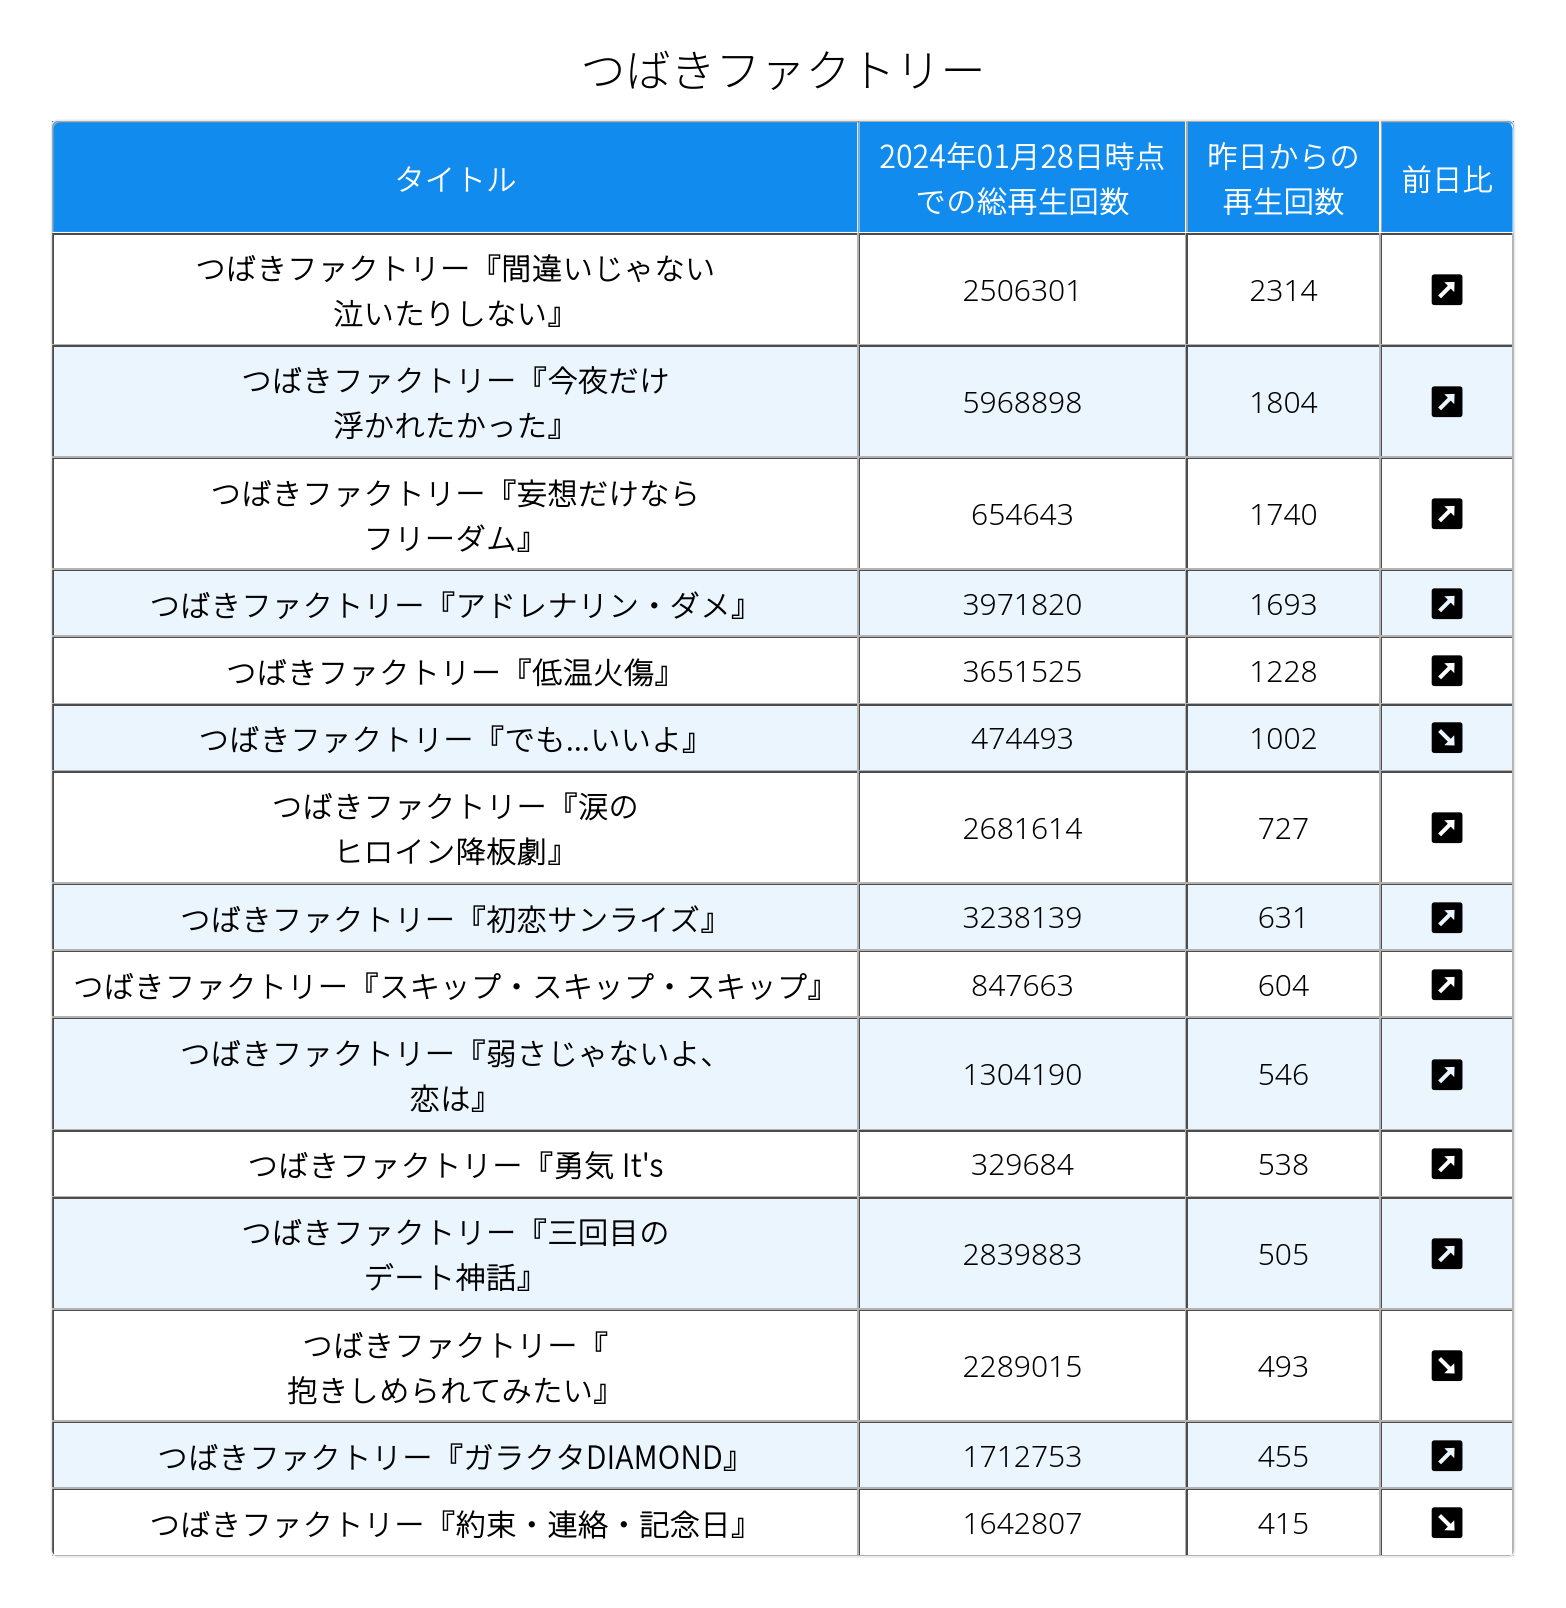 つばきファクトリー
タイトル
2024年01月28日時点
での総再生回数
昨日からの
再生回数
前日比
つばきファクトリー『間違いじゃない
泣いたりしない』
2506301
2314
つばきファクトリー『今夜だけ
浮かれたかった』
5968898
1804
つばきファクトリー『妄想だけなら
フリーダム』
654643
1740
つばきファクトリー『アドレナリン・ダメ』
3971820
1693
つばきファクトリー『低温火傷』
3651525
1228
つばきファクトリー『でも...いいよ』
474493
1002
つばきファクトリー『涙の
ヒロイン降板劇』
2681614
727
つばきファクトリー『初恋サンライズ』
3238139
631
つばきファクトリー『スキップ・スキップ・スキップ』
847663
604
つばきファクトリー『弱さじゃないよ、
恋は』
1304190
546
つばきファクトリー『勇気 It's
329684
538
つばきファクトリー『三回目の
デート神話』
2839883
505
つばきファクトリー『
抱きしめられてみたい』
2289015
493
つばきファクトリー『ガラクタDIAMOND』
1712753
455
つばきファクトリー『約束・連絡・記念日』
1642807
415